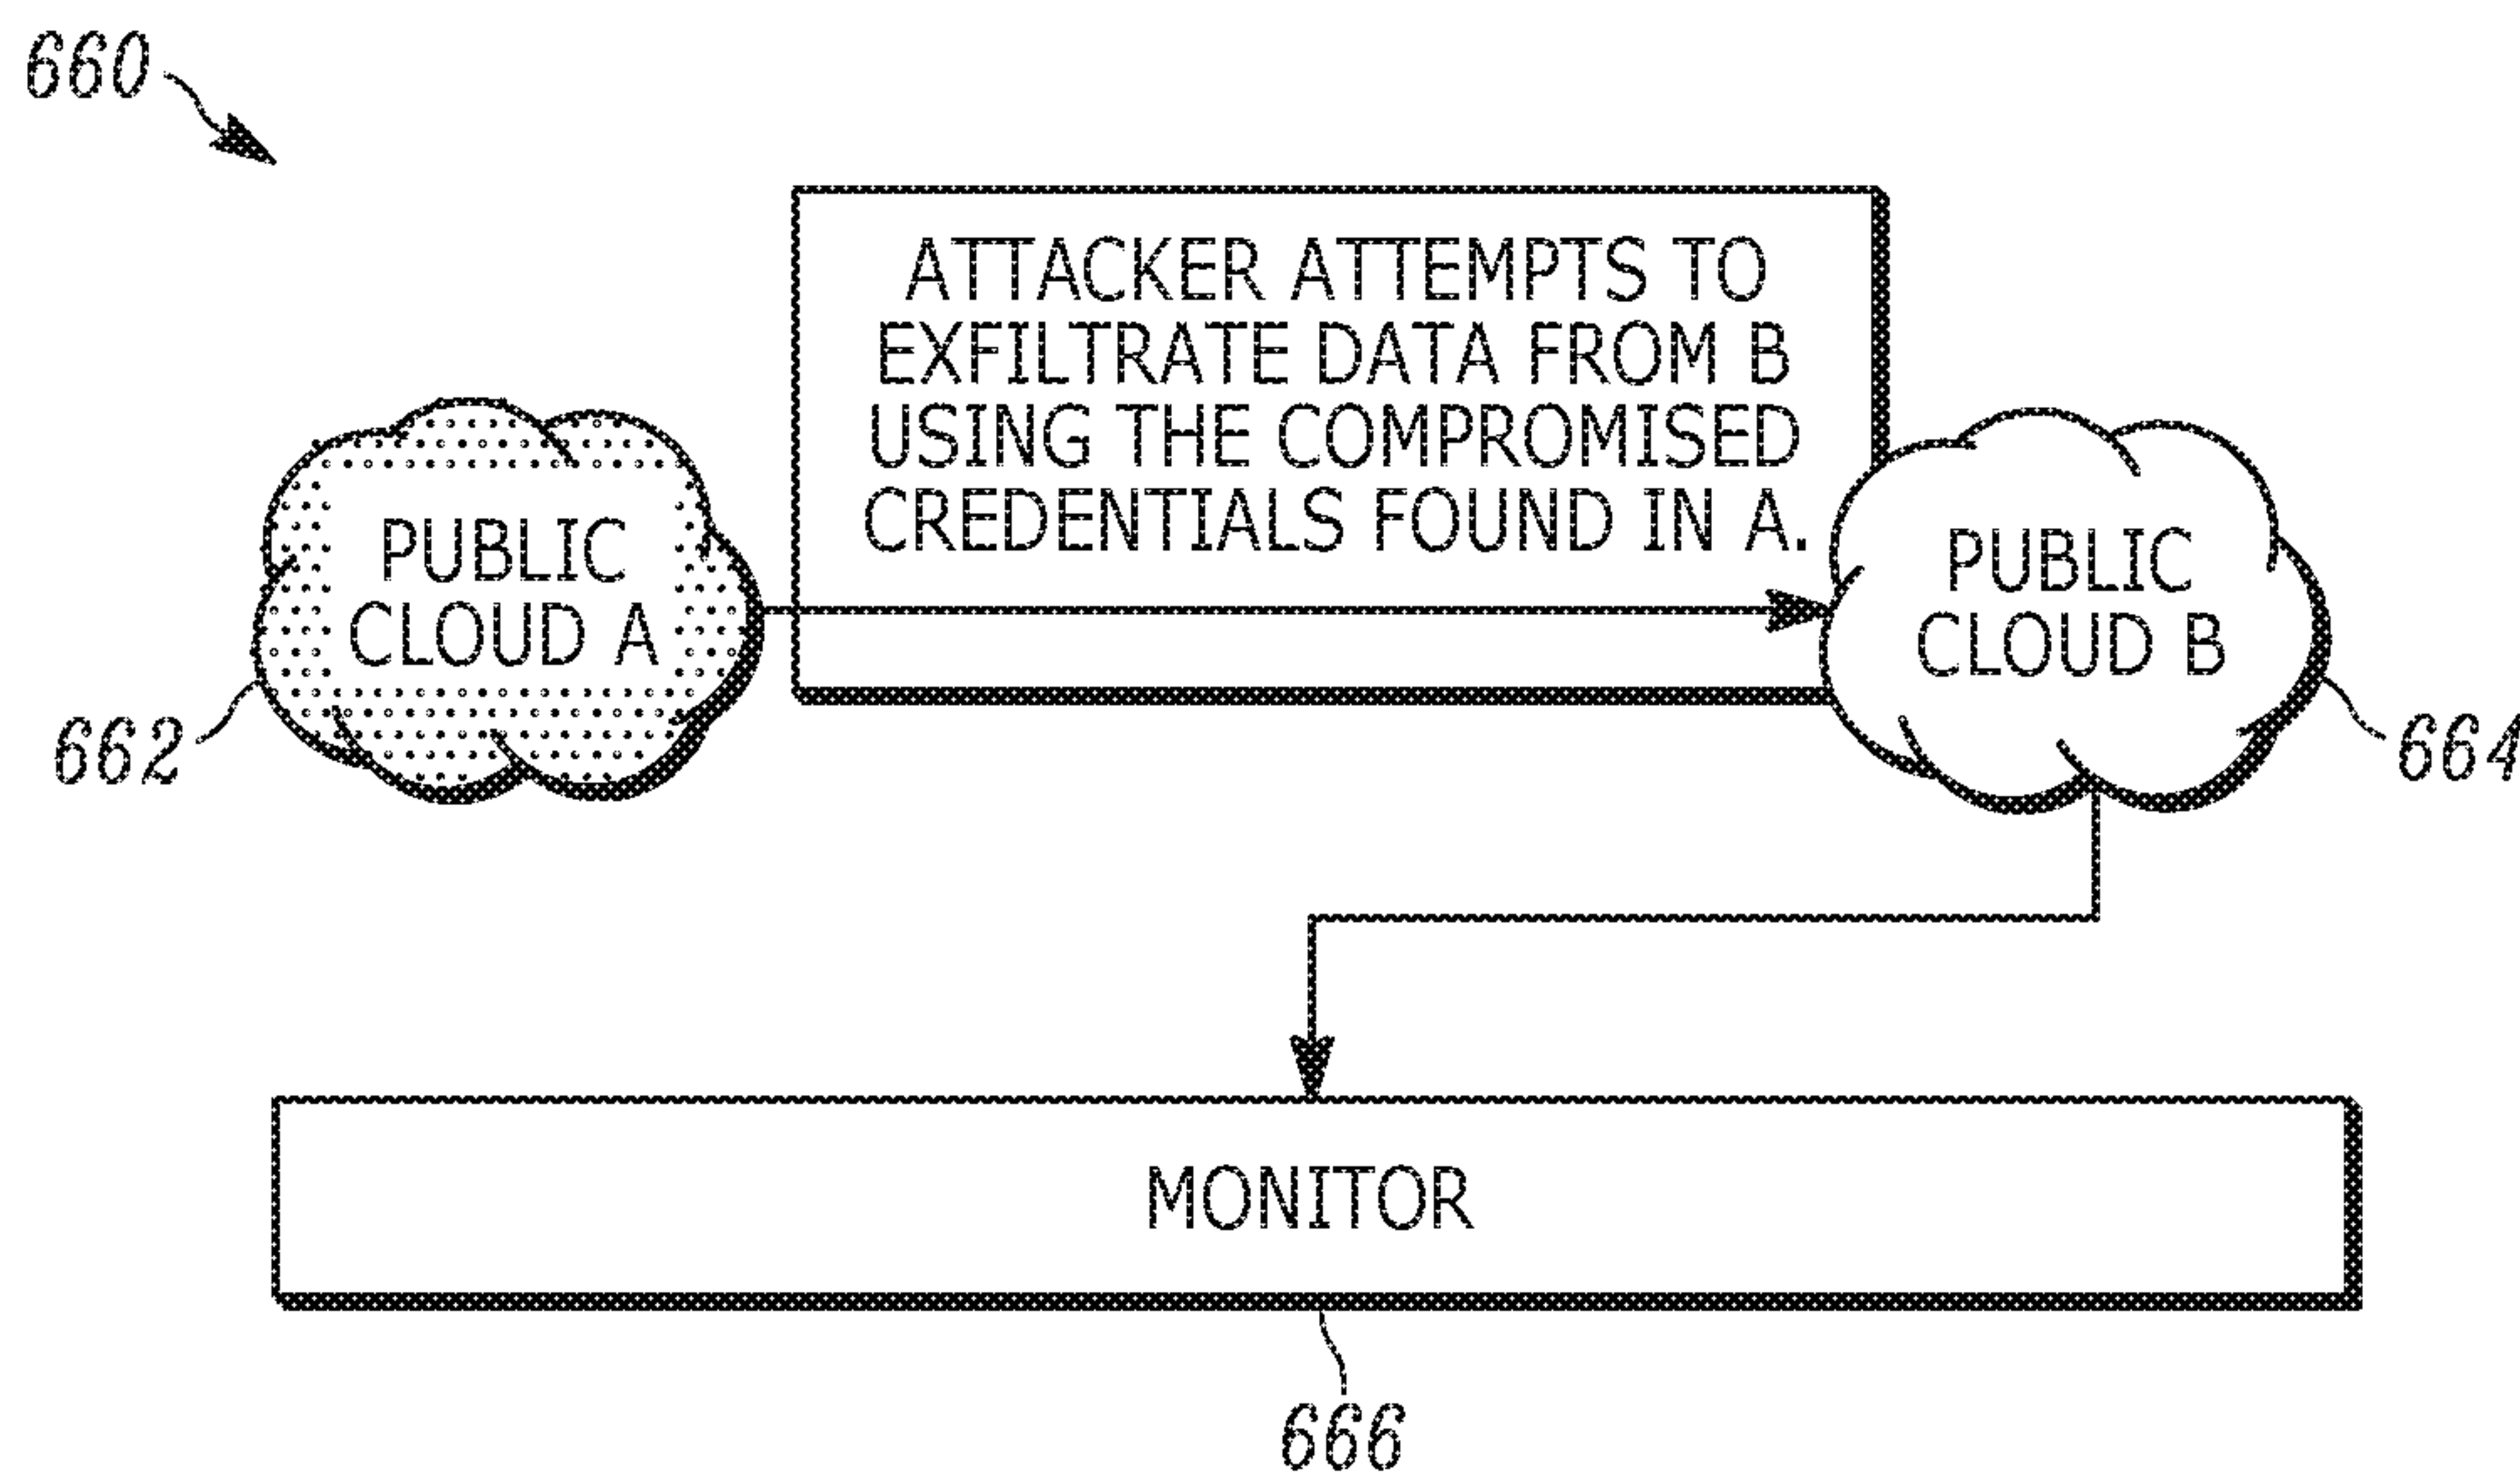 660
ATTACKER ATTEMPTS TO
EXFILTRATE DATA FROM B
USING THE COMPROMISED
CREDENTIALS FOUND IN A.
PUBLIC
CLOUD A
PUBLIC
CLOUD B
662
664
MONITOR
666